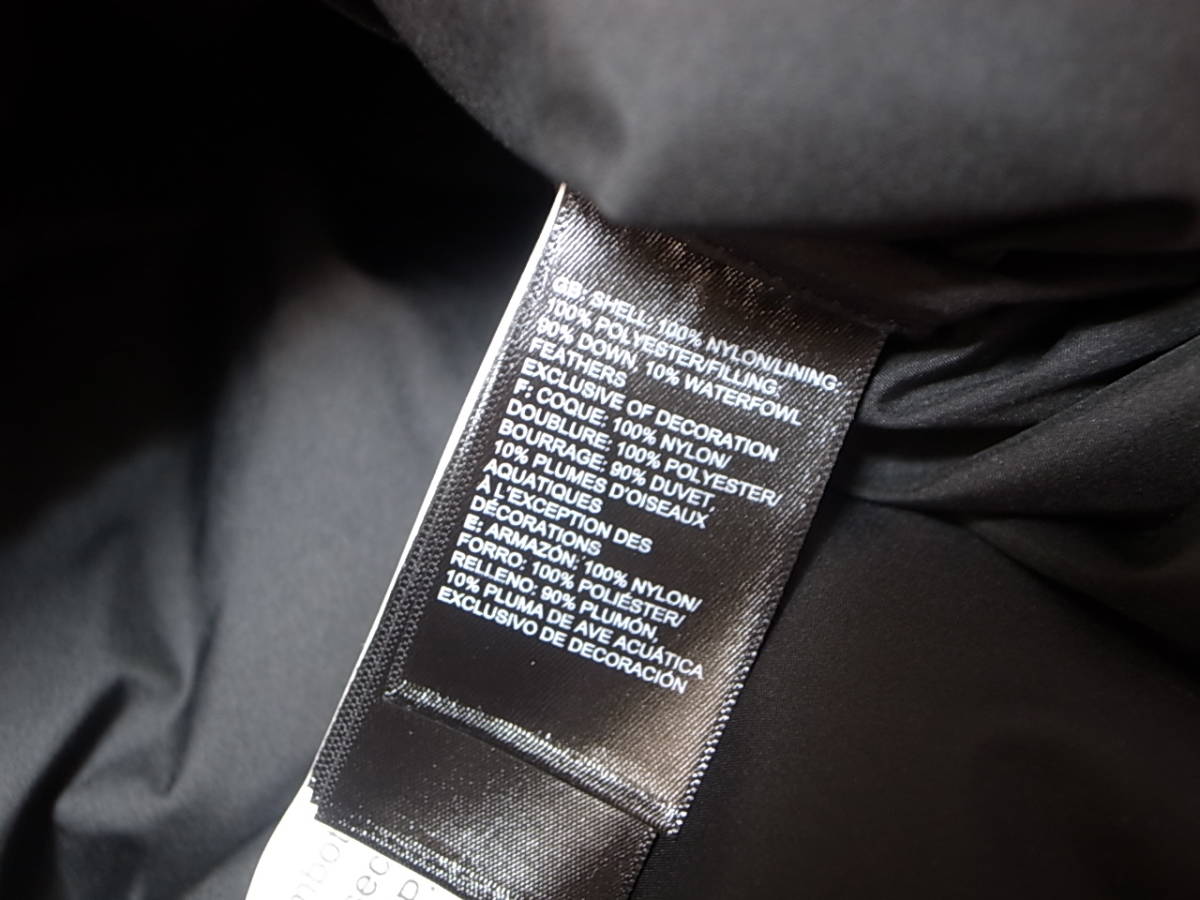 GB: SHELL: 100% NYLON/LINING:
100% POLYESTER/FILLING:
90% DOWN, 10% WATERFOWL
FEATHERS
EXCLUSIVE OF DECORATION
F: COQUE: 100% NYLON/
DOUBLURE: 100% POLYESTER/
BOURRAGE: 90% DUVET,
10% PLUMES D'OISEAUX
AQUATIQUES
À L'EXCEPTION DES
DÉCORATIONS
E: ARMAZÓN: 100% NYLON/
FORRO: 100% POLIÉSTER/
RELLENO: 90% PLUMÓN,
10% PLUMA DE AVE ACUÁTICA
EXCLUSIVO DE DECORACIÓN